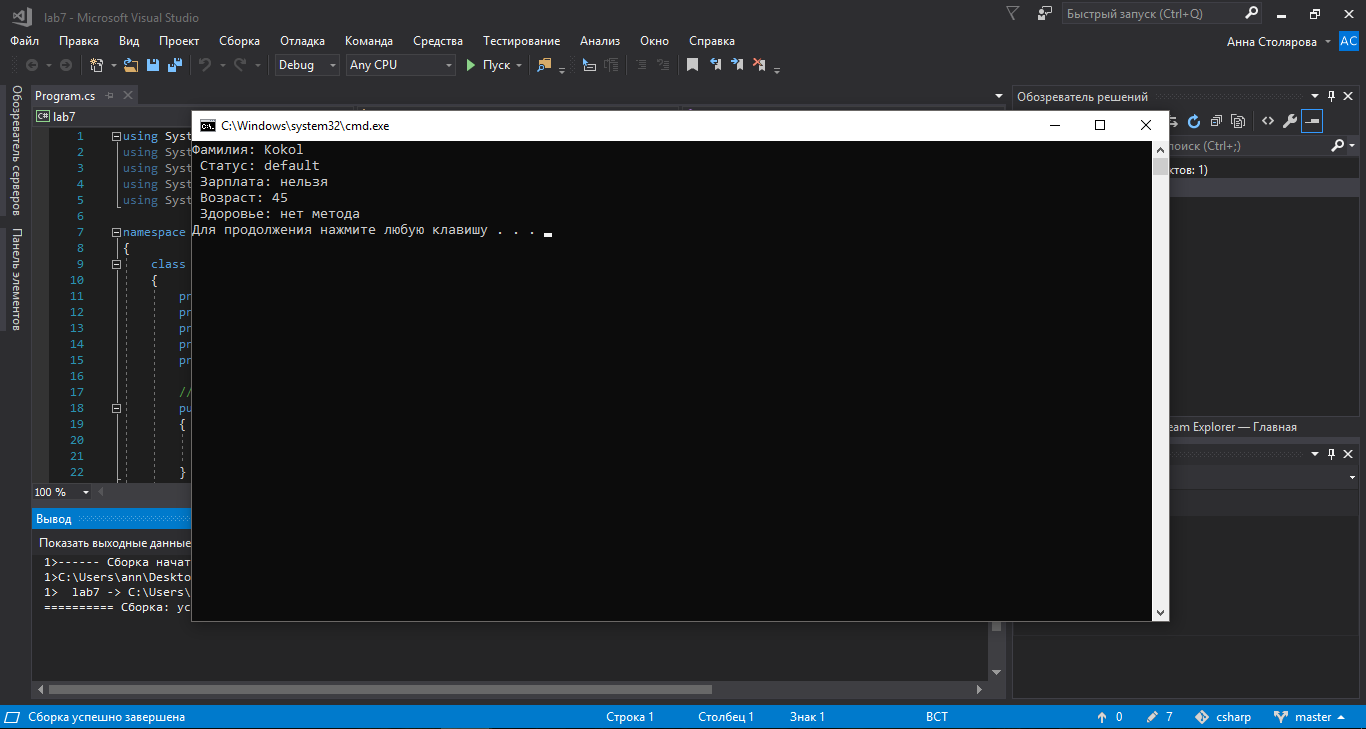 lab7 - Microsoft Visual Studio
Быстрый запуск (Ctrl+Q)
Файл Правка Вид Проект Сборка Отладка Команда Средства Тестирование Анализ Окно Справка
Анна Столярова AC
Debug Any CPU Пуск
Обозреватель серверов
Панель элементов
Program.cs
C# lab7
Обозреватель решений
поиск (Ctrl+;)
ктов: 1)
C:\Windows\system32\cmd.exe
Фамилия: Kokol
Статус: default
Зарплата: нельзя
Возраст: 45
Здоровье: нет метода
Для продолжения нажмите любую клавишу . . .
1 using Syst
2 using Syst
3 using Syst
4 using Syst
5 using Syst
6
7 namespace
8 {
9 class
10 {
11 pr
12 pr
13 pr
14 pr
15 pr
16
17 //
18 pu
19 {
20
21
22 }
100 %
eam Explorer — Главная
Вывод
Показать выходные данные
1>------ Сборка начат
1>C:\Users\ann\Deskto
1> lab7 -> C:\Users\
========== Сборка: ус
Сборка успешно завершена Строка 1 Столбец 1 Знак 1 ВСТ 0 7 csharp master